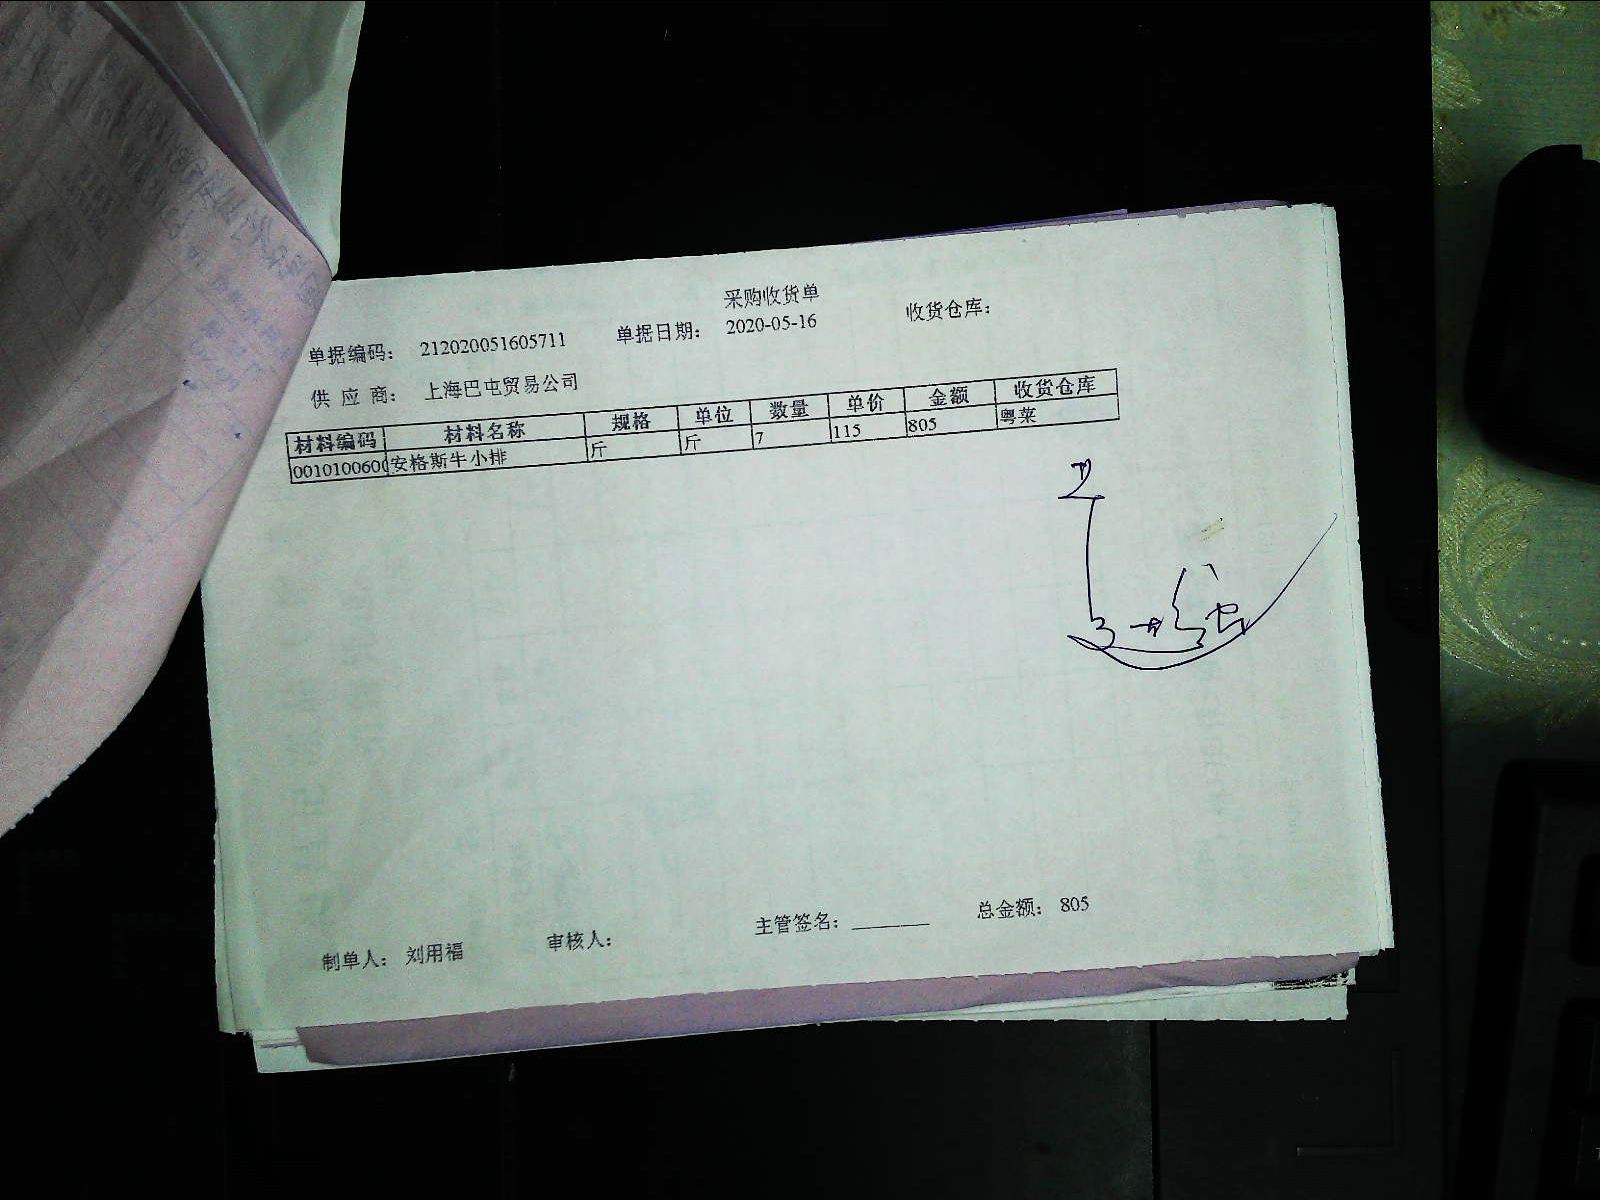 采购收货单
单据编码: 212020051605711 单据日期: 2020-05-16 收货仓库:
供 应 商: 上海巴屯贸易公司
材料编码 材料名称 规格 单位 数量 单价 金额 收货仓库
0010100600 安格斯牛小排 斤 斤 7 115 805 粤菜
制单人: 刘用福 审核人: 主管签名: ________ 总金额: 805